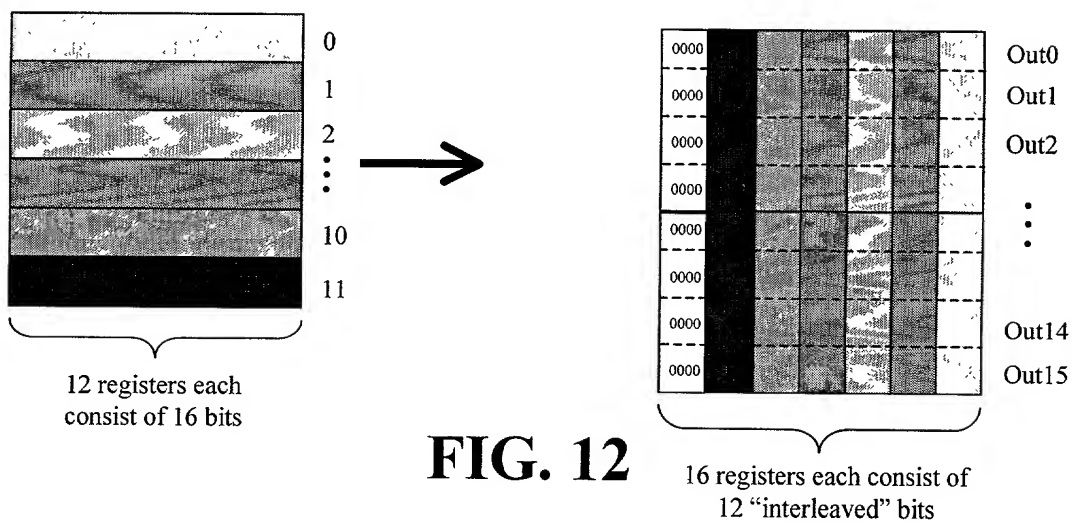 0
1
2
10
11
12 registers each
consist of 16 bits
0000 Out0
0000 Out1
0000 Out2
0000
0000
0000
0000 Out14
0000 Out15
FIG. 12
16 registers each consist of
12 “interleaved” bits